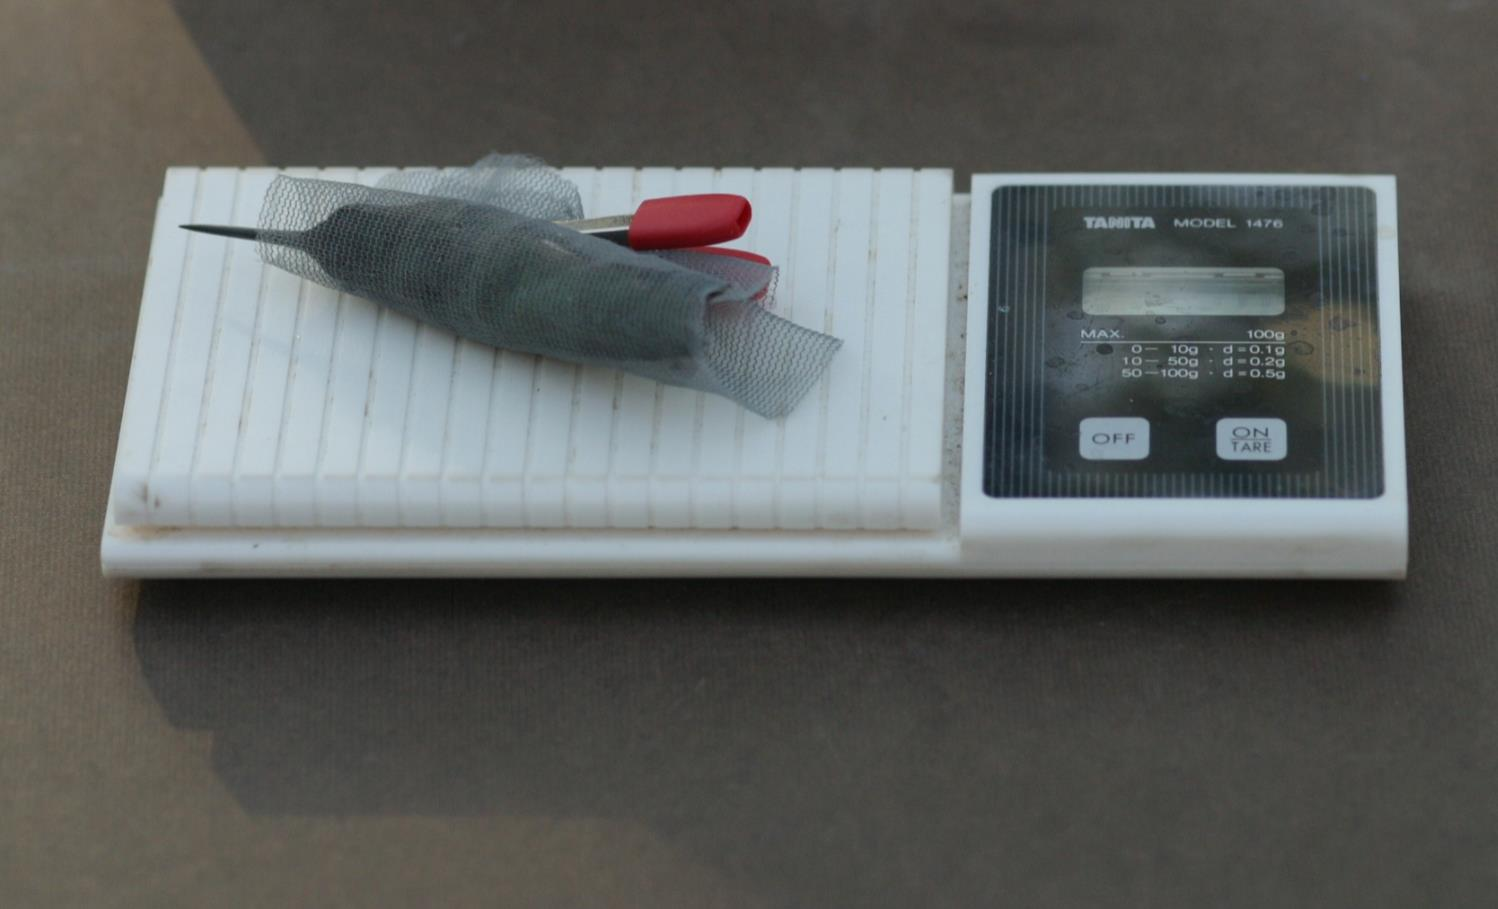 TANITA MODEL 1476
MAX. 100g
0 — 10g · d = 0.1g
10 — 50g · d = 0.2g
50 — 100g · d = 0.5g
OFF
ON
TARE